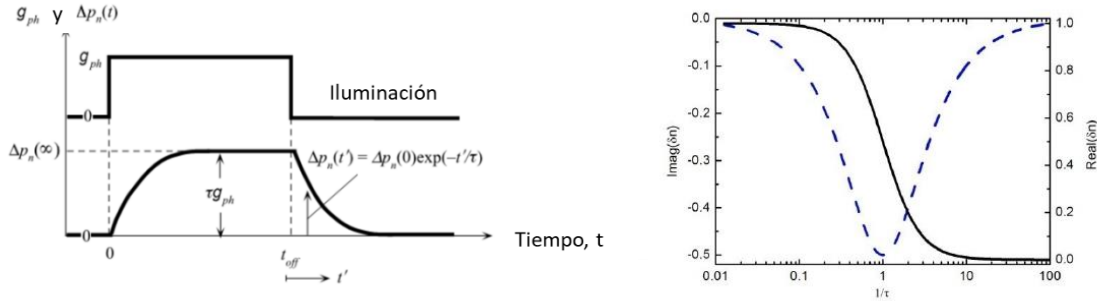 g_ph y Δp_n(t)
g_ph
0
Iluminación
Δp_n(∞)
Δp_n(t′) = Δp_n(0)exp(−t′/τ)
τg_ph
0
0
t_off
t′
Tiempo, t
Imag(δn)
0.0
-0.1
-0.2
-0.3
-0.4
-0.5
1.0
0.8
0.6
0.4
0.2
0.0
Real(δn)
0.01 0.1 1 10 100
1/τ